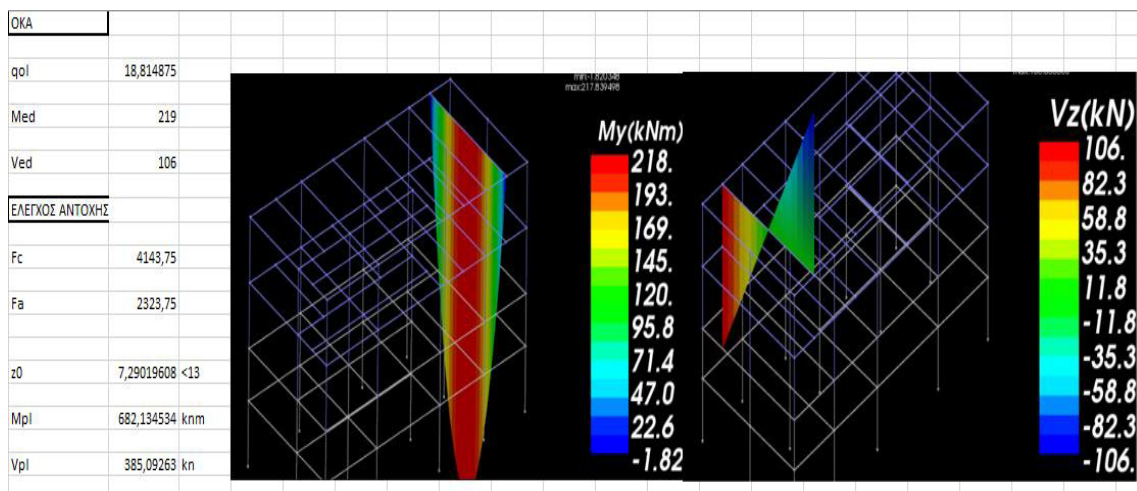 ΟΚΑ
qol 18,814875
Med 219
Ved 106
ΕΛΕΓΧΟΣ ΑΝΤΟΧΗΣ
Fc 4143,75
Fa 2323,75
z0 7,29019608 <13
Mpl 682,134534 knm
Vpl 385,09263 kn
min:-1.820348
max:217.839498
My(kNm)
218.
193.
169.
145.
120.
95.8
71.4
47.0
22.6
-1.82
Vz(kN)
106.
82.3
58.8
35.3
11.8
-11.8
-35.3
-58.8
-82.3
-106.